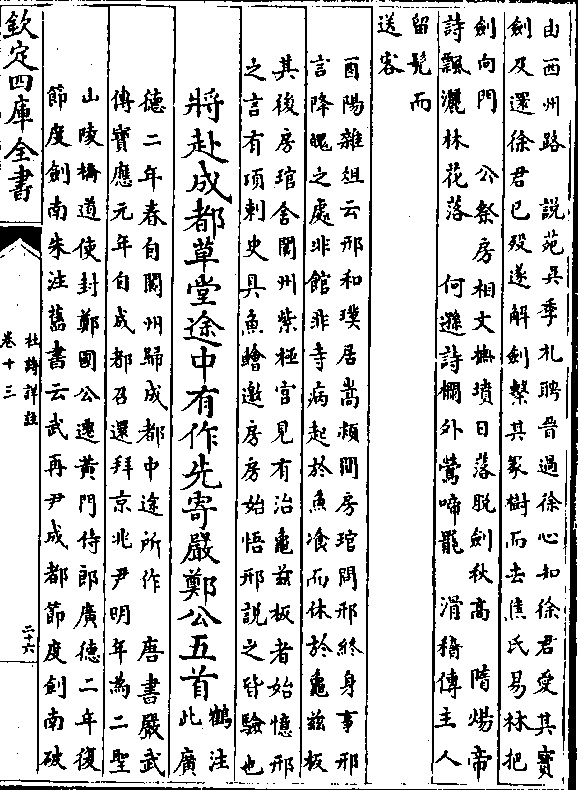 由西州路　說苑吳季札聘晉過徐心知徐君愛其寶
劍及還徐君已歿遂解劍繫其冢樹而去焦氏易林把
劍向門　公祭房相文撫墳日落脫劍秋高　隋煬帝
詩飄灑林花落　何遜詩欄外鶯啼罷　滑稽傳主人
留髡而
送客
酉陽雜俎云邢和璞居嵩潁間房琯問邢終身事邢
言降魄之處非館非寺病起於魚飡而休於龜茲板
其後房琯舍閬州紫極宮見有治龜茲板者始憶邢
之言有頃刺史具魚鱠邀房房始悟邢說之皆驗也
將赴成都草堂途中有作先寄嚴鄭公五首
鶴注
此廣
德二年春自閬州歸成都中途所作　唐書嚴武
傳寶應元年自成都召還拜京兆尹明年為二聖
山陵橋道使封鄭國公遷黃門侍郎廣德二年復
節度劍南朱注舊書云武再尹成都節度劍南破
欽定四庫全書
杜詩詳註
卷十三
二十六